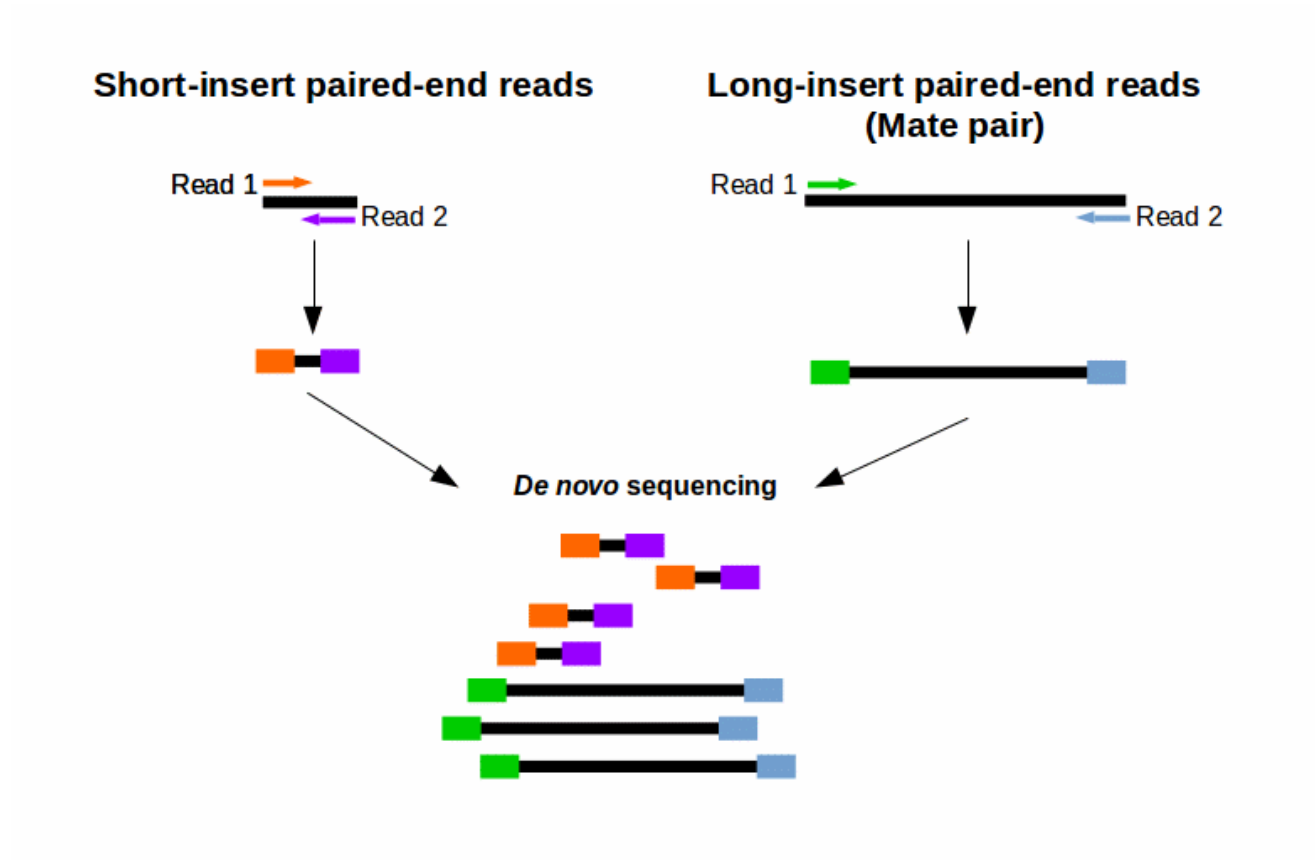 Short-insert paired-end reads
Long-insert paired-end reads
(Mate pair)
Read 1
Read 2
Read 1
Read 2
De novo sequencing